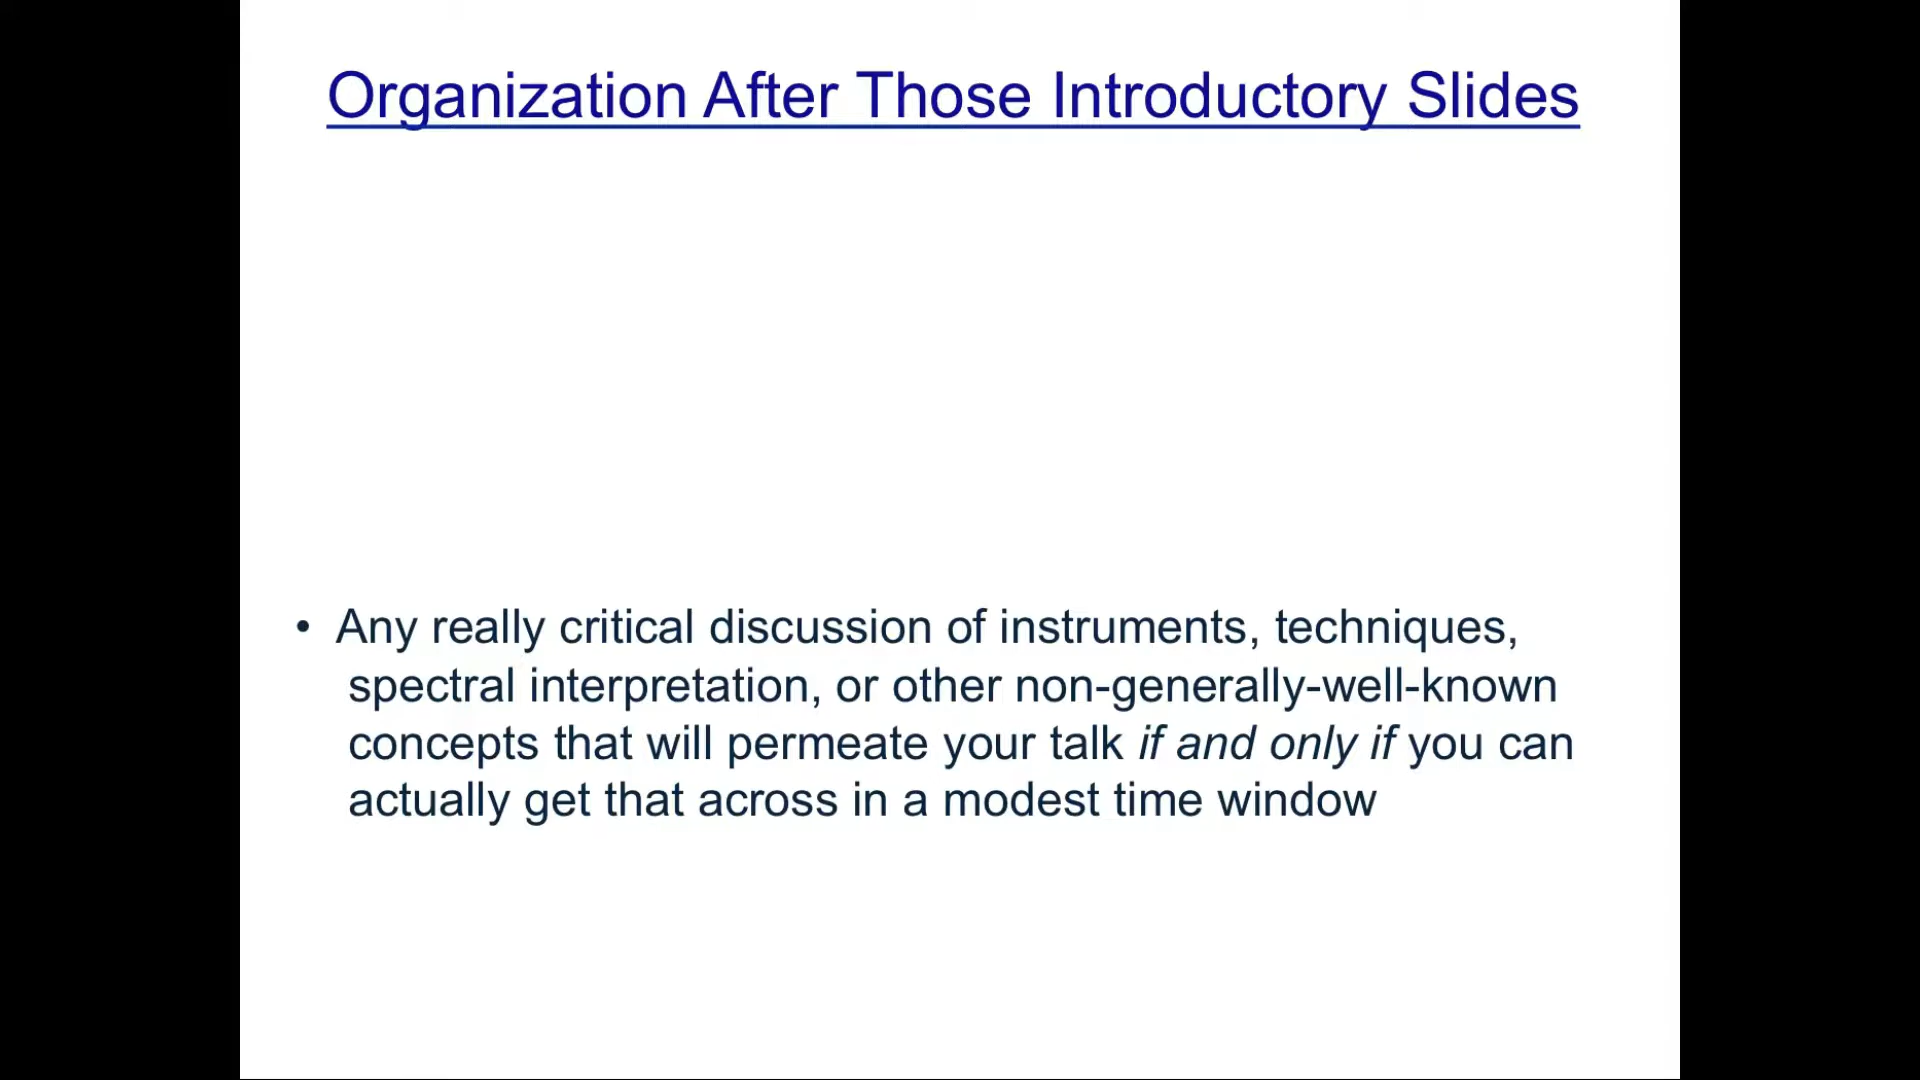 Organization After Those Introductory Slides
• Any really critical discussion of instruments, techniques,
spectral interpretation, or other non-generally-well-known
concepts that will permeate your talk if and only if you can
actually get that across in a modest time window